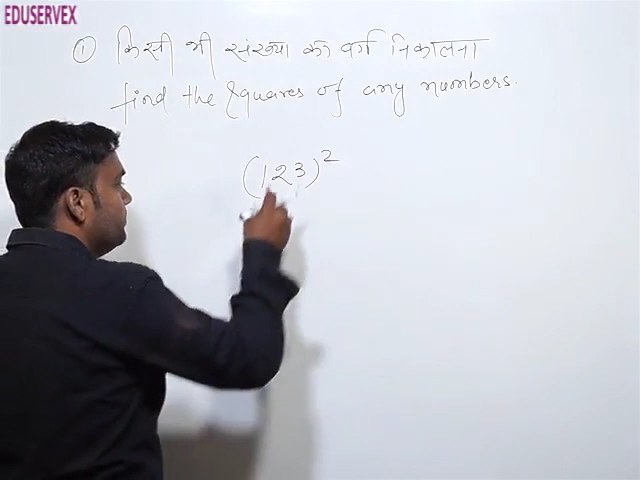 EDUSERVEX
① किसी भी संख्या का वर्ग निकालना
find the squares of any numbers.
(123)²